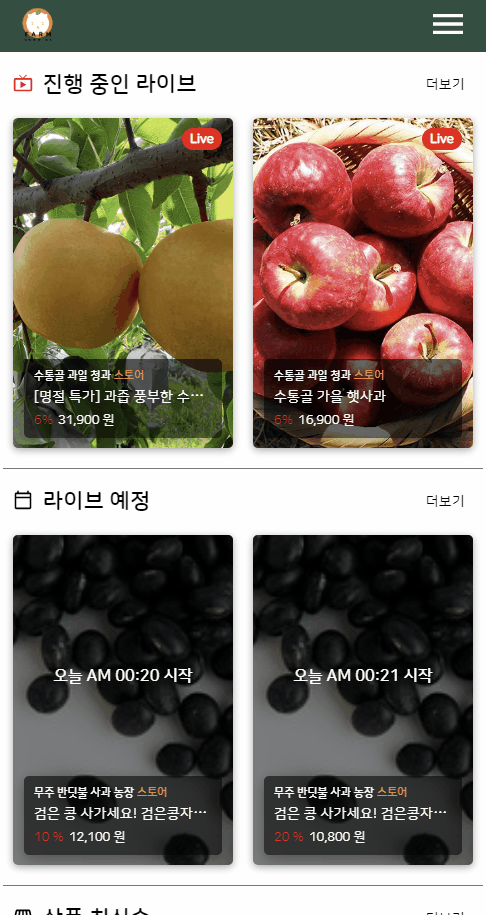 FARM
진행 중인 라이브
더보기
Live
수통골 과일 청과 스토어
[명절 특가] 과즙 풍부한 수…
6% 31,900 원
Live
수통골 과일 청과 스토어
수통골 가을 햇사과
6% 16,900 원
라이브 예정
더보기
오늘 AM 00:20 시작
무주 반딧불 사과 농장 스토어
검은 콩 사가세요! 검은콩자…
10 % 12,100 원
오늘 AM 00:21 시작
무주 반딧불 사과 농장 스토어
검은 콩 사가세요! 검은콩자…
20 % 10,800 원